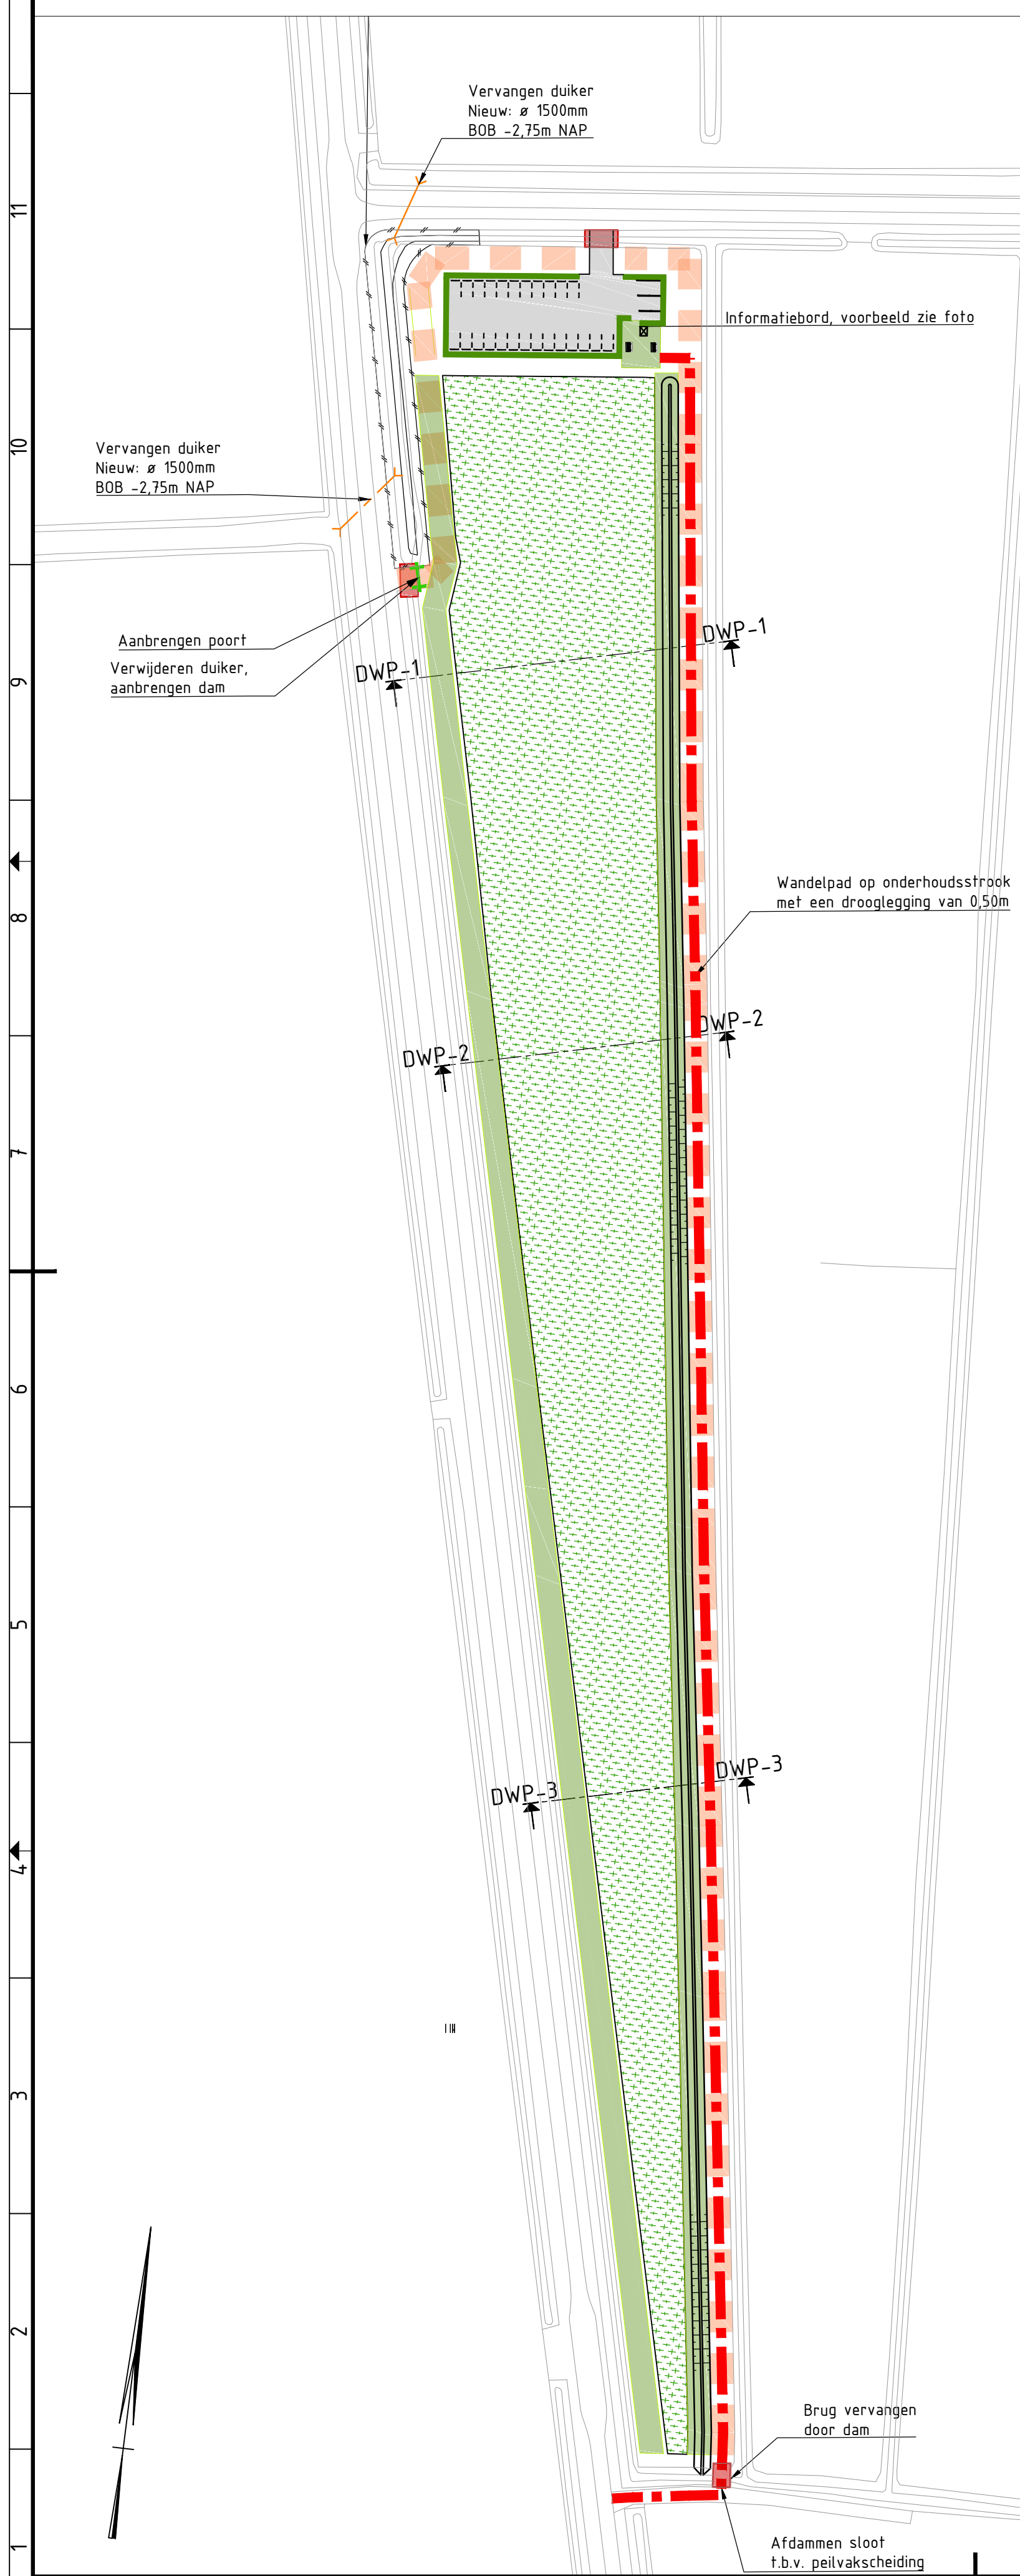 Vervangen duiker
Nieuw: ø 1500mm
BOB -2,75m NAP
11
Informatiebord, voorbeeld zie foto
10
Vervangen duiker
Nieuw: ø 1500mm
BOB -2,75m NAP
Aanbrengen poort
Verwijderen duiker,
aanbrengen dam
DWP-1
DWP-1
9
Wandelpad op onderhoudsstrook
met een drooglegging van 0,50m
8
DWP-2
DWP-2
7
6
5
DWP-3
DWP-3
4
3
2
Brug vervangen
door dam
1
Afdammen sloot
t.b.v. peilvakscheiding